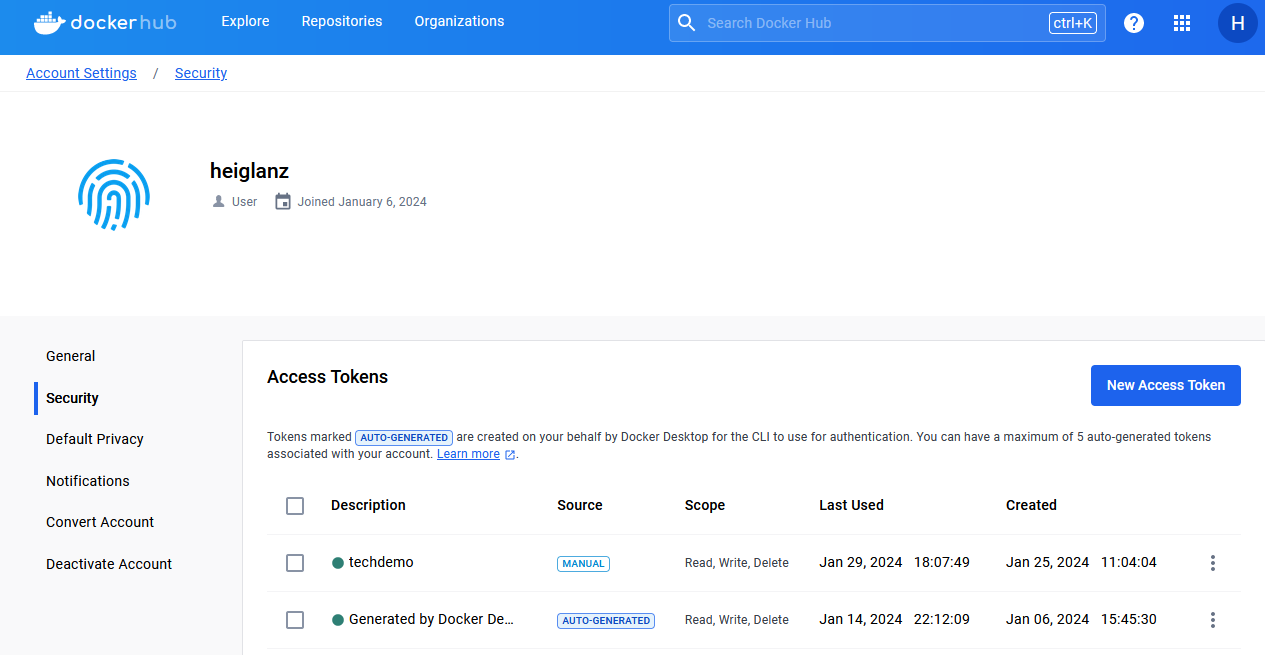 dockerhub Explore Repositories Organizations Search Docker Hub ctrl+K ? H
Account Settings / Security
heiglanz
User Joined January 6, 2024
General
Security
Default Privacy
Notifications
Convert Account
Deactivate Account
Access Tokens New Access Token
Tokens marked AUTO-GENERATED are created on your behalf by Docker Desktop for the CLI to use for authentication. You can have a maximum of 5 auto-generated tokens
associated with your account. Learn more .
Description Source Scope Last Used Created
techdemo MANUAL Read, Write, Delete Jan 29, 2024 18:07:49 Jan 25, 2024 11:04:04
Generated by Docker De... AUTO-GENERATED Read, Write, Delete Jan 14, 2024 22:12:09 Jan 06, 2024 15:45:30